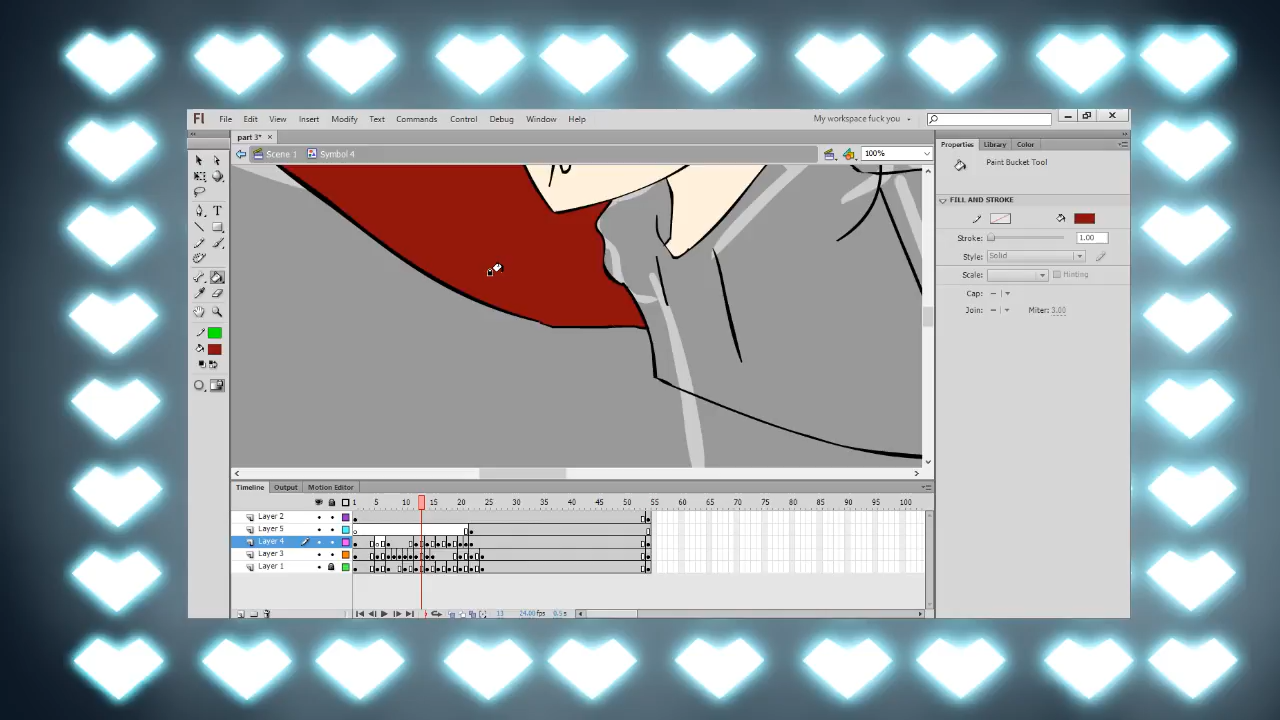 Fl File Edit View Insert Modify Text Commands Control Debug Window Help My workspace fuck you
part 3* ×
Scene 1 Symbol 4 100%
Properties Library Color
Paint Bucket Tool
FILL AND STROKE
Stroke: 1.00
Style: Solid
Scale: Hinting
Cap:
Join: Miter: 3.00
Timeline Output Motion Editor
1 5 10 15 20 25 30 35 40 45 50 55 60 65 70 75 80 85 90 95 100
Layer 2
Layer 5
Layer 4
Layer 3
Layer 1
13 24.00fps 0.5s